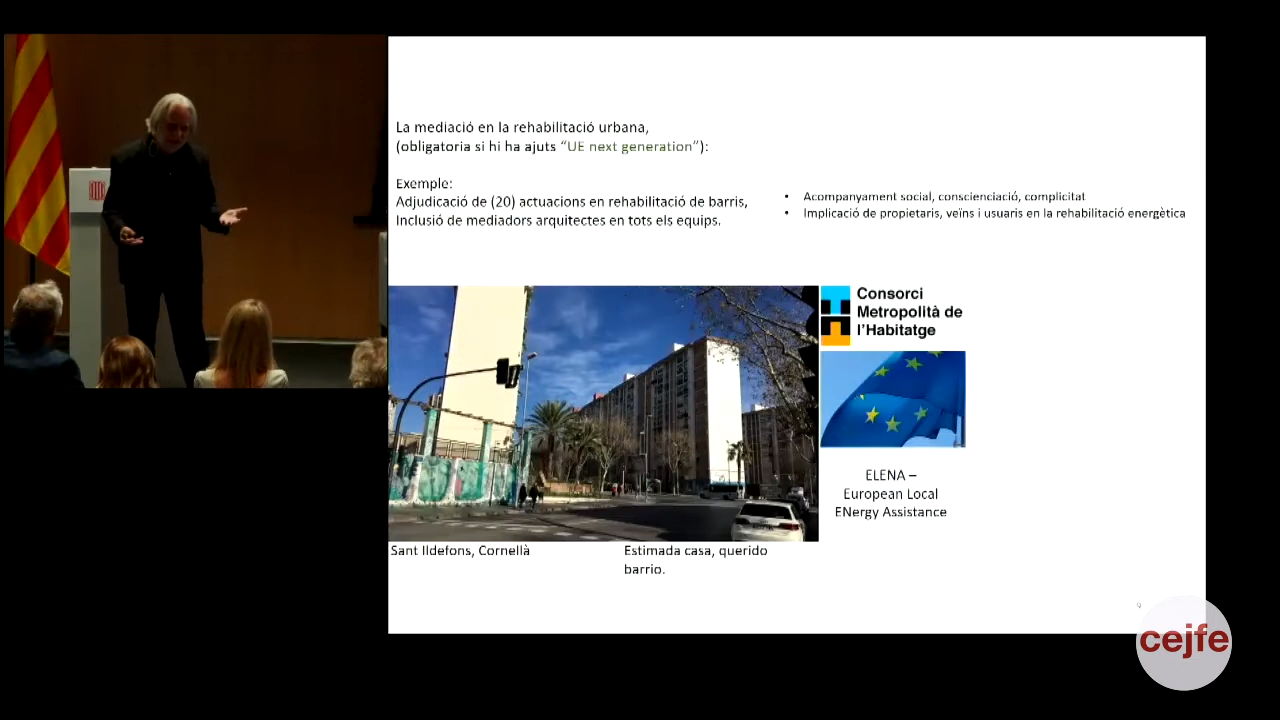 La mediació en la rehabilitació urbana,
(obligatoria si hi ha ajuts “UE next generation”):
Exemple:
Adjudicació de (20) actuacions en rehabilitació de barris,
Inclusió de mediadors arquitectes en tots els equips.
• Acompanyament social, conscienciació, complicitat
• Implicació de propietaris, veïns i usuaris en la rehabilitació energètica
Consorci
Metropolità de
l’Habitatge
ELENA –
European Local
ENergy Assistance
Sant Ildefons, Cornellà
Estimada casa, querido
barrio.
9
cejfe